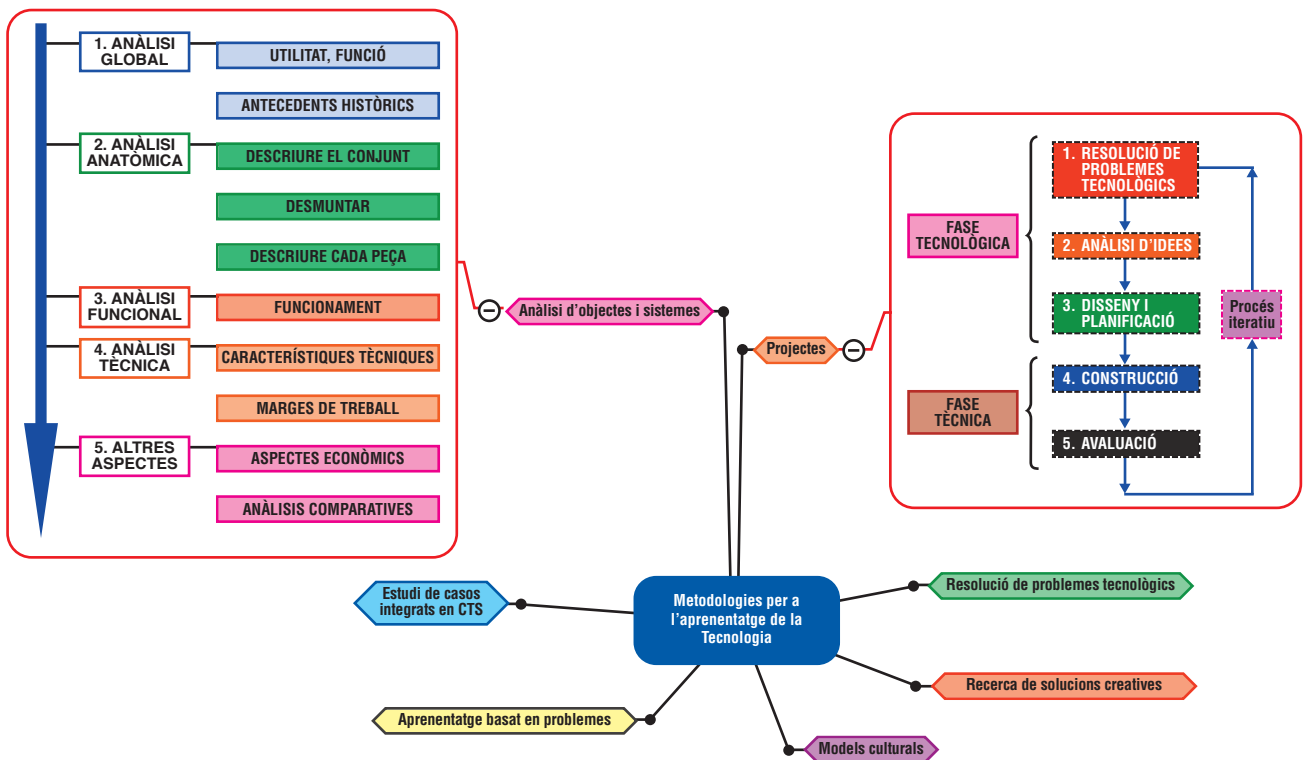 1. ANÀLISI
GLOBAL
UTILITAT, FUNCIÓ
ANTECEDENTS HISTÒRICS
2. ANÀLISI
ANATÒMICA
DESCRIURE EL CONJUNT
DESMUNTAR
DESCRIURE CADA PEÇA
3. ANÀLISI
FUNCIONAL
FUNCIONAMENT
4. ANÀLISI
TÈCNICA
CARACTERÍSTIQUES TÈCNIQUES
MARGES DE TREBALL
5. ALTRES
ASPECTES
ASPECTES ECONÒMICS
ANÀLISIS COMPARATIVES
Anàlisi d’objectes i sistemes
Projectes
FASE
TECNOLÒGICA
1. RESOLUCIÓ DE
PROBLEMES
TECNOLÒGICS
2. ANÀLISI D’IDEES
3. DISSENY I
PLANIFICACIÓ
Procés
iteratiu
FASE
TÈCNICA
4. CONSTRUCCIÓ
5. AVALUACIÓ
Metodologies per a
l’aprenentatge de la
Tecnologia
Estudi de casos
integrats en CTS
Resolució de problemes tecnològics
Recerca de solucions creatives
Aprenentatge basat en problemes
Models culturals